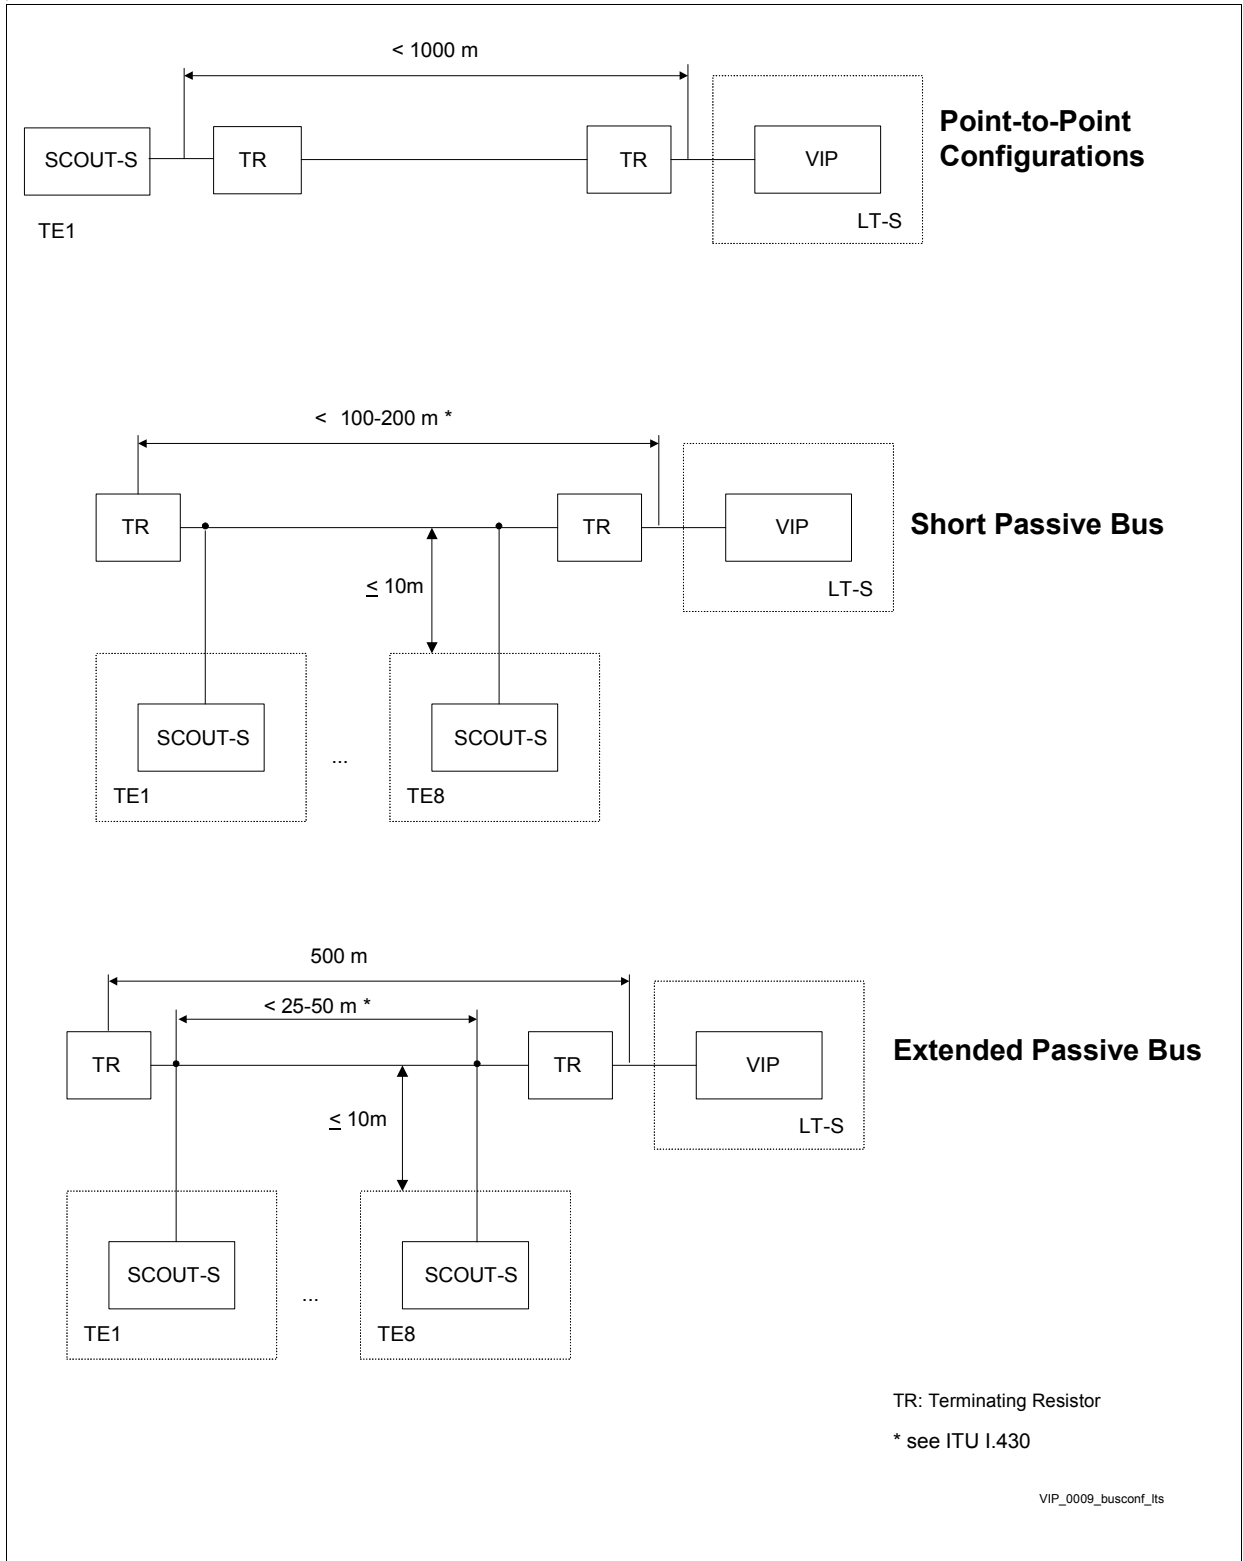 < 1000 m
Point-to-Point
Configurations
SCOUT-S
TR
TR
VIP
LT-S
TE1
< 100-200 m *
TR
TR
VIP
Short Passive Bus
≤ 10m
LT-S
SCOUT-S
SCOUT-S
...
TE1
TE8
500 m
< 25-50 m *
TR
TR
VIP
Extended Passive Bus
≤ 10m
LT-S
SCOUT-S
SCOUT-S
...
TE1
TE8
TR: Terminating Resistor
* see ITU I.430
VIP_0009_busconf_lts